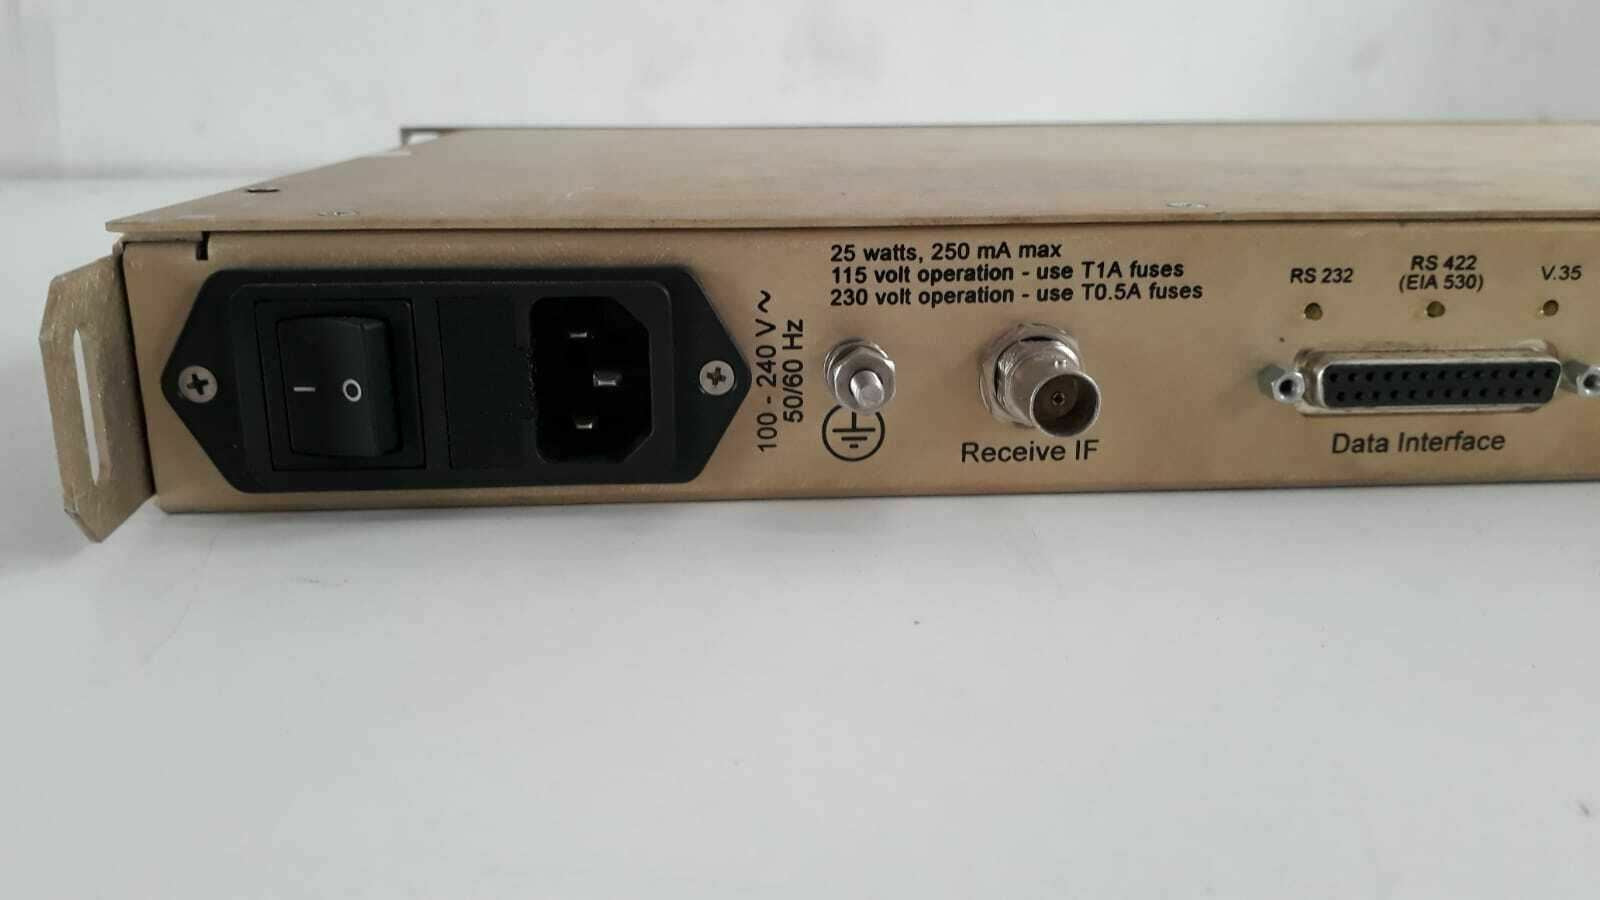 25 watts, 250 mA max
115 volt operation - use T1A fuses
230 volt operation - use T0.5A fuses
100 - 240 V ~
50/60 Hz
I O
Receive IF
RS 232
RS 422
(EIA 530)
V.35
Data Interface